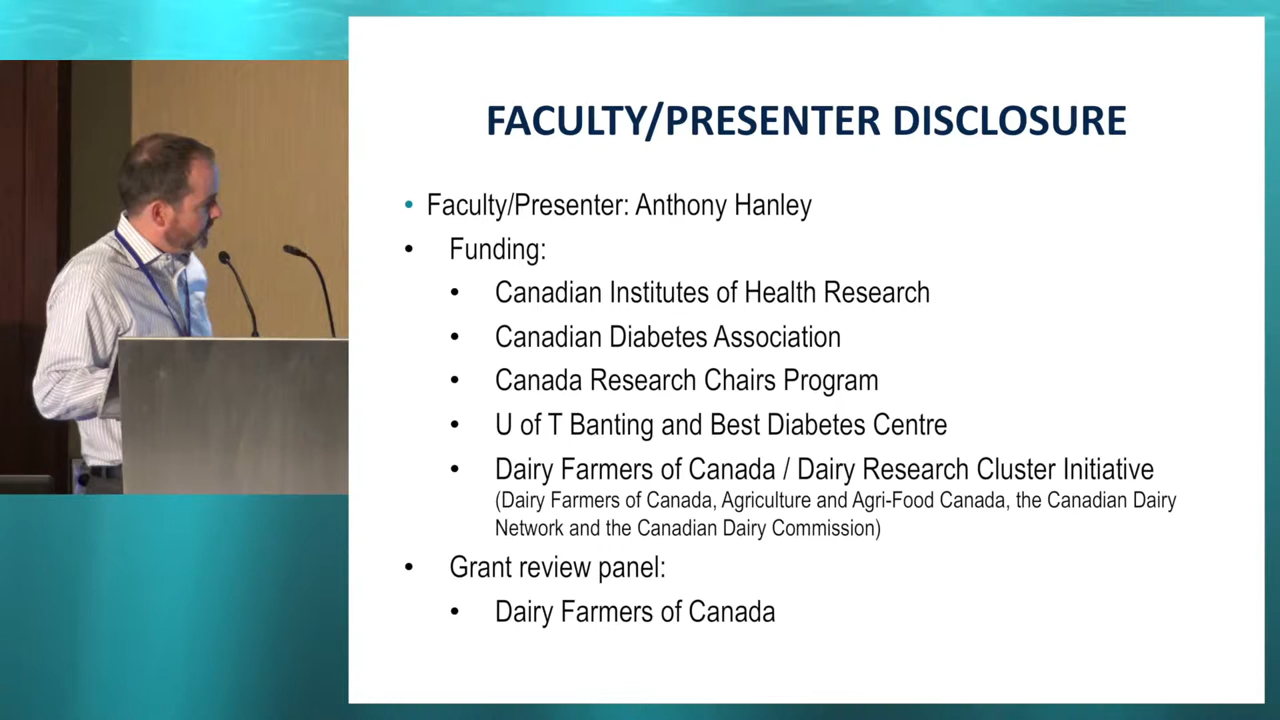 FACULTY/PRESENTER DISCLOSURE
• Faculty/Presenter: Anthony Hanley
• Funding:
• Canadian Institutes of Health Research
• Canadian Diabetes Association
• Canada Research Chairs Program
• U of T Banting and Best Diabetes Centre
• Dairy Farmers of Canada / Dairy Research Cluster Initiative
(Dairy Farmers of Canada, Agriculture and Agri-Food Canada, the Canadian Dairy
Network and the Canadian Dairy Commission)
• Grant review panel:
• Dairy Farmers of Canada